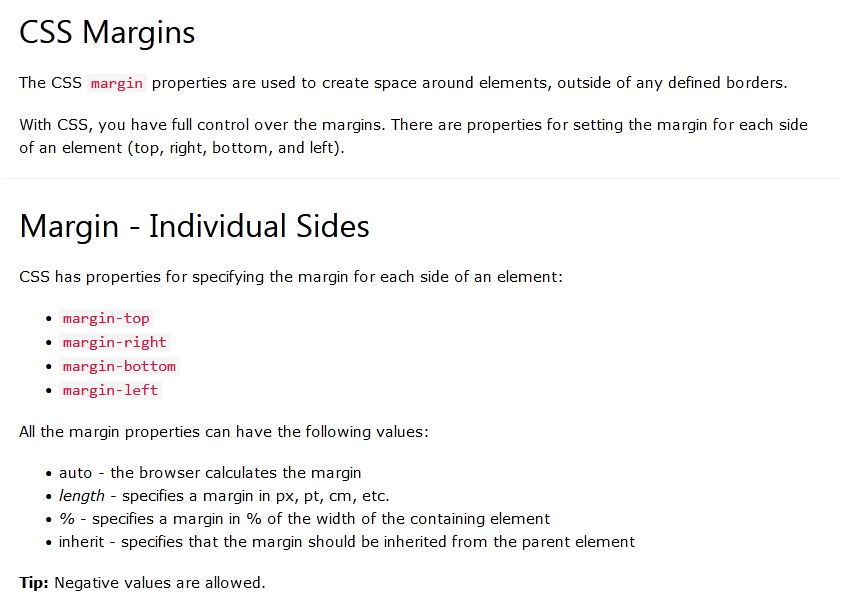 CSS Margins
The CSS margin properties are used to create space around elements, outside of any defined borders.
With CSS, you have full control over the margins. There are properties for setting the margin for each side
of an element (top, right, bottom, and left).
Margin - Individual Sides
CSS has properties for specifying the margin for each side of an element:
• margin-top
• margin-right
• margin-bottom
• margin-left
All the margin properties can have the following values:
• auto - the browser calculates the margin
• length - specifies a margin in px, pt, cm, etc.
• % - specifies a margin in % of the width of the containing element
• inherit - specifies that the margin should be inherited from the parent element
Tip: Negative values are allowed.